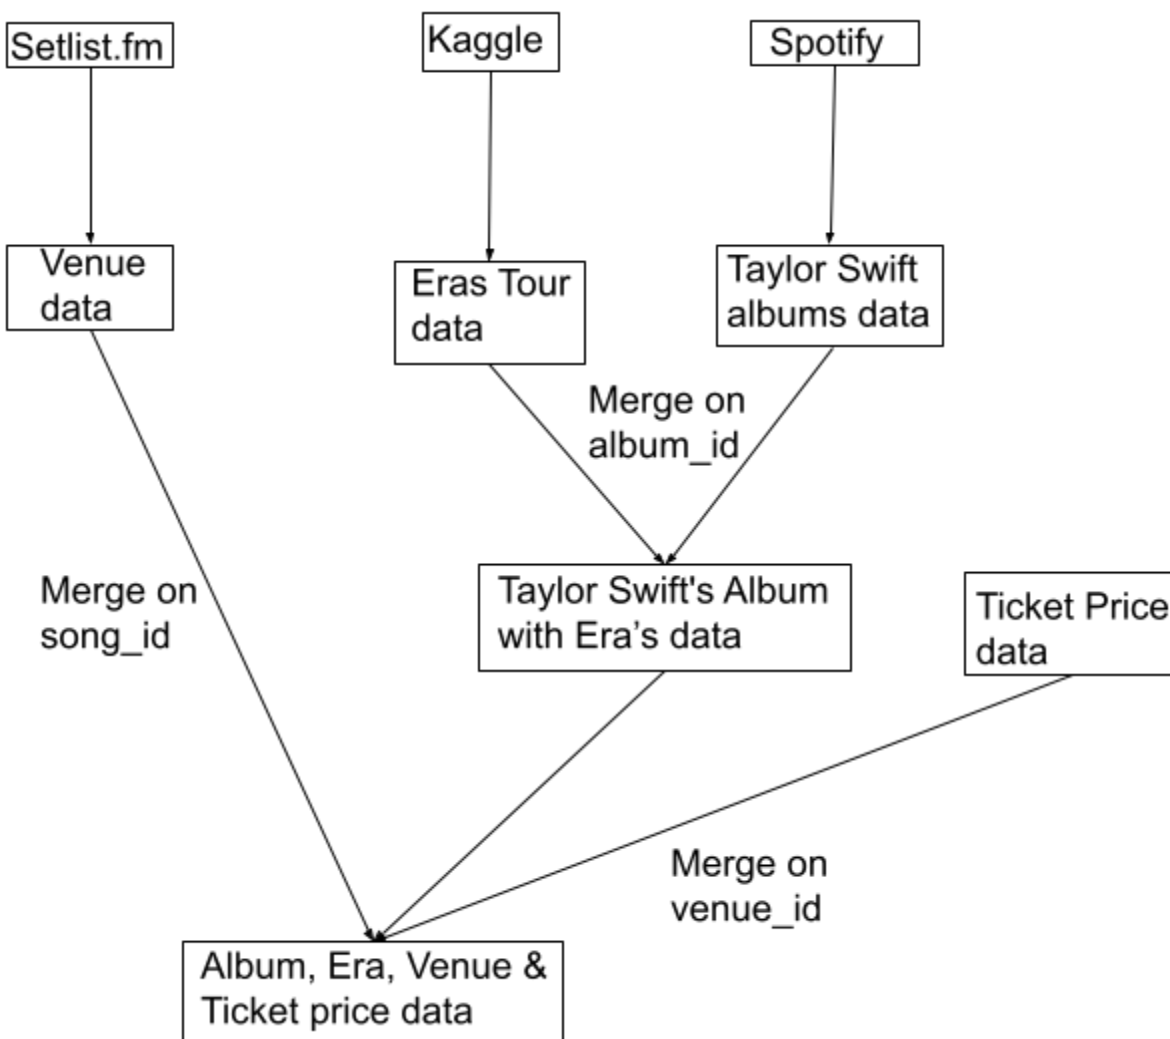 Setlist.fm
Kaggle
Spotify
Venue
data
Eras Tour
data
Taylor Swift
albums data
Merge on
album_id
Merge on
song_id
Taylor Swift's Album
with Era’s data
Ticket Price
data
Merge on
venue_id
Album, Era, Venue &
Ticket price data